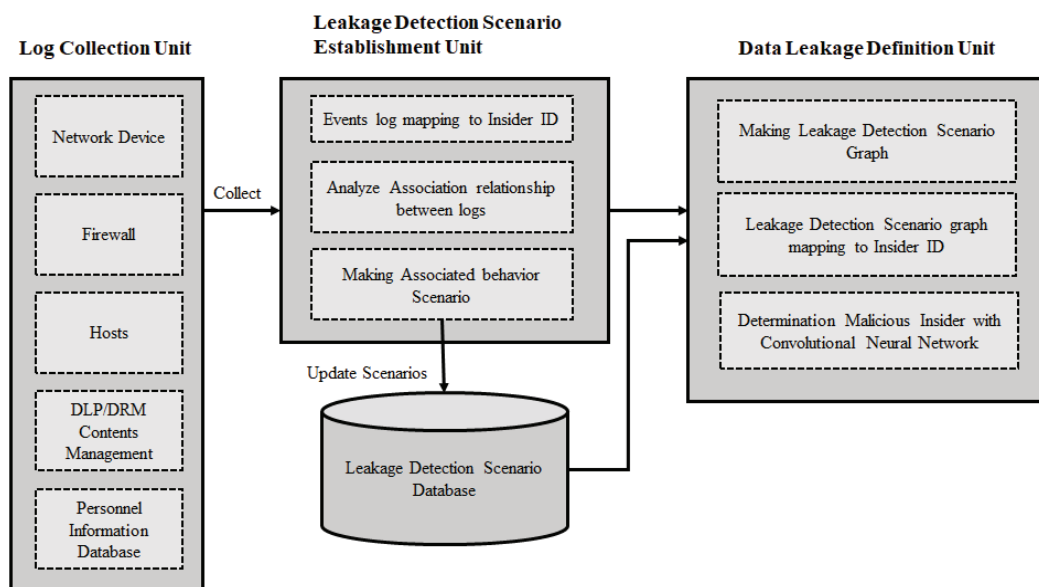 Log Collection Unit
Network Device
Firewall
Hosts
DLP/DRM
Contents
Management
Personnel
Information
Database
Collect
Leakage Detection Scenario
Establishment Unit
Events log mapping to Insider ID
Analyze Association relationship
between logs
Making Associated behavior
Scenario
Update Scenarios
Leakage Detection Scenario
Database
Data Leakage Definition Unit
Making Leakage Detection Scenario
Graph
Leakage Detection Scenario graph
mapping to Insider ID
Determination Malicious Insider with
Convolutional Neural Network